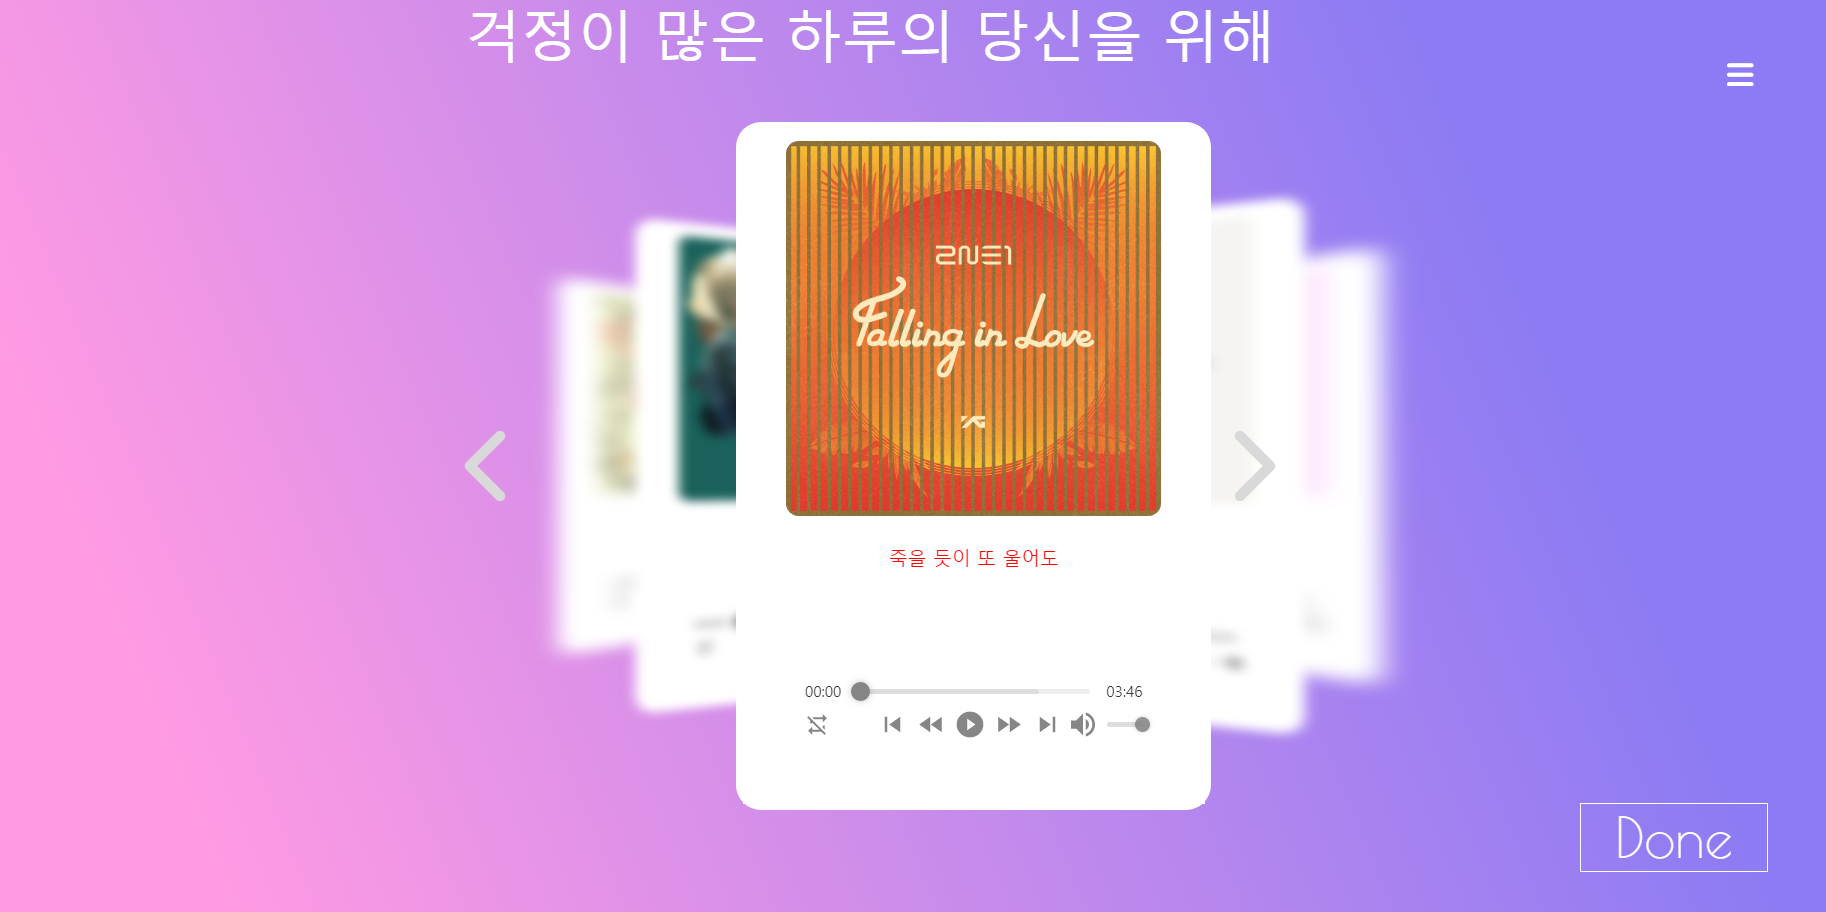 걱정이 많은 하루의 당신을 위해
2NE1
Falling in Love
YG
죽을 듯이 또 울어도
00:00
03:46
Done